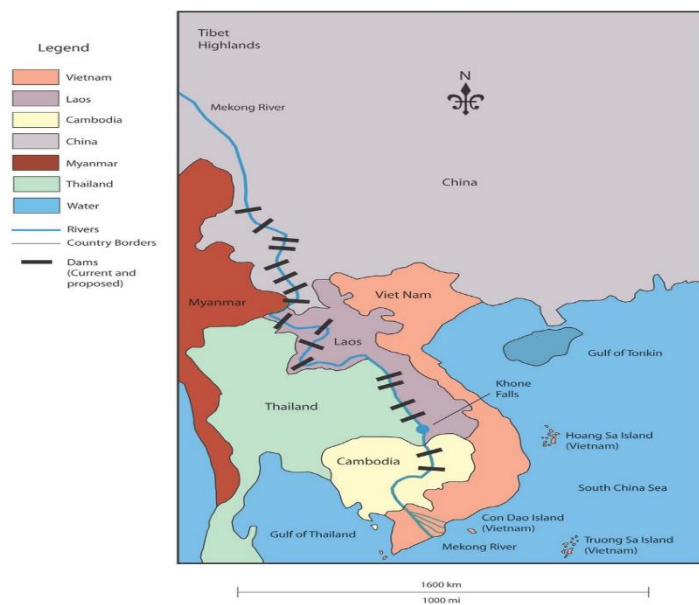 Legend
Vietnam
Laos
Cambodia
China
Myanmar
Thailand
Water
Rivers
Country Borders
Dams
(Current and
proposed)
Tibet
Highlands
N
Mekong River
China
Myanmar
Viet Nam
Laos
Gulf of Tonkin
Khone
Falls
Thailand
Hoang Sa Island
(Vietnam)
Cambodia
South China Sea
Con Dao Island
(Vietnam)
Gulf of Thailand
Mekong River
Truong Sa Island
(Vietnam)
1600 km
1000 mi